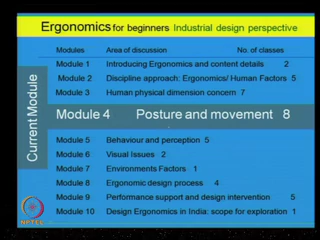 Ergonomics for beginners Industrial design perspective
Modules Area of discussion No. of classes
Module 1 Introducing Ergonomics and content details 2
Module 2 Discipline approach: Ergonomics/ Human Factors 5
Module 3 Human physical dimension concern 7
Current Module
Module 4 Posture and movement 8
Module 5 Behaviour and perception 5
Module 6 Visual Issues 2
Module 7 Environments Factors 1
Module 8 Ergonomic design process 4
Module 9 Performance support and design intervention 5
Module 10 Design Ergonomics in India: scope for exploration 1
NPTEL